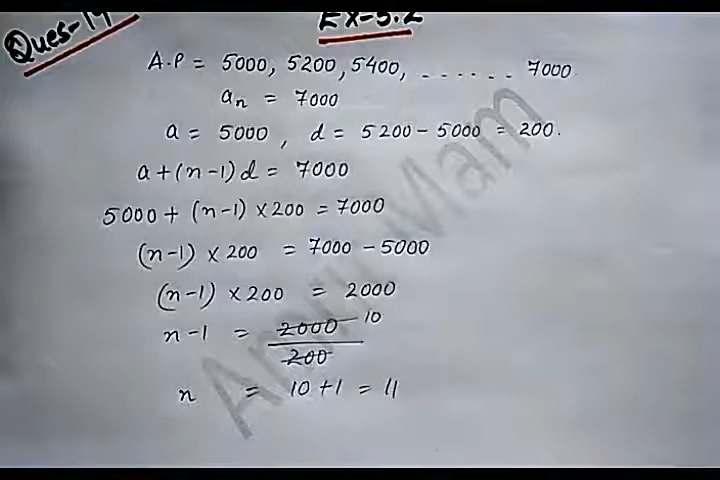 Ques-19
Ex-5.2
A.P = 5000, 5200, 5400, ...... 7000.
an = 7000
a = 5000 , d = 5200 - 5000 = 200.
a + (n-1) d = 7000
5000 + (n-1) × 200 = 7000
(n-1) × 200 = 7000 - 5000
(n-1) × 200 = 2000
n-1 = 2000 10
200
n = 10 + 1 = 11